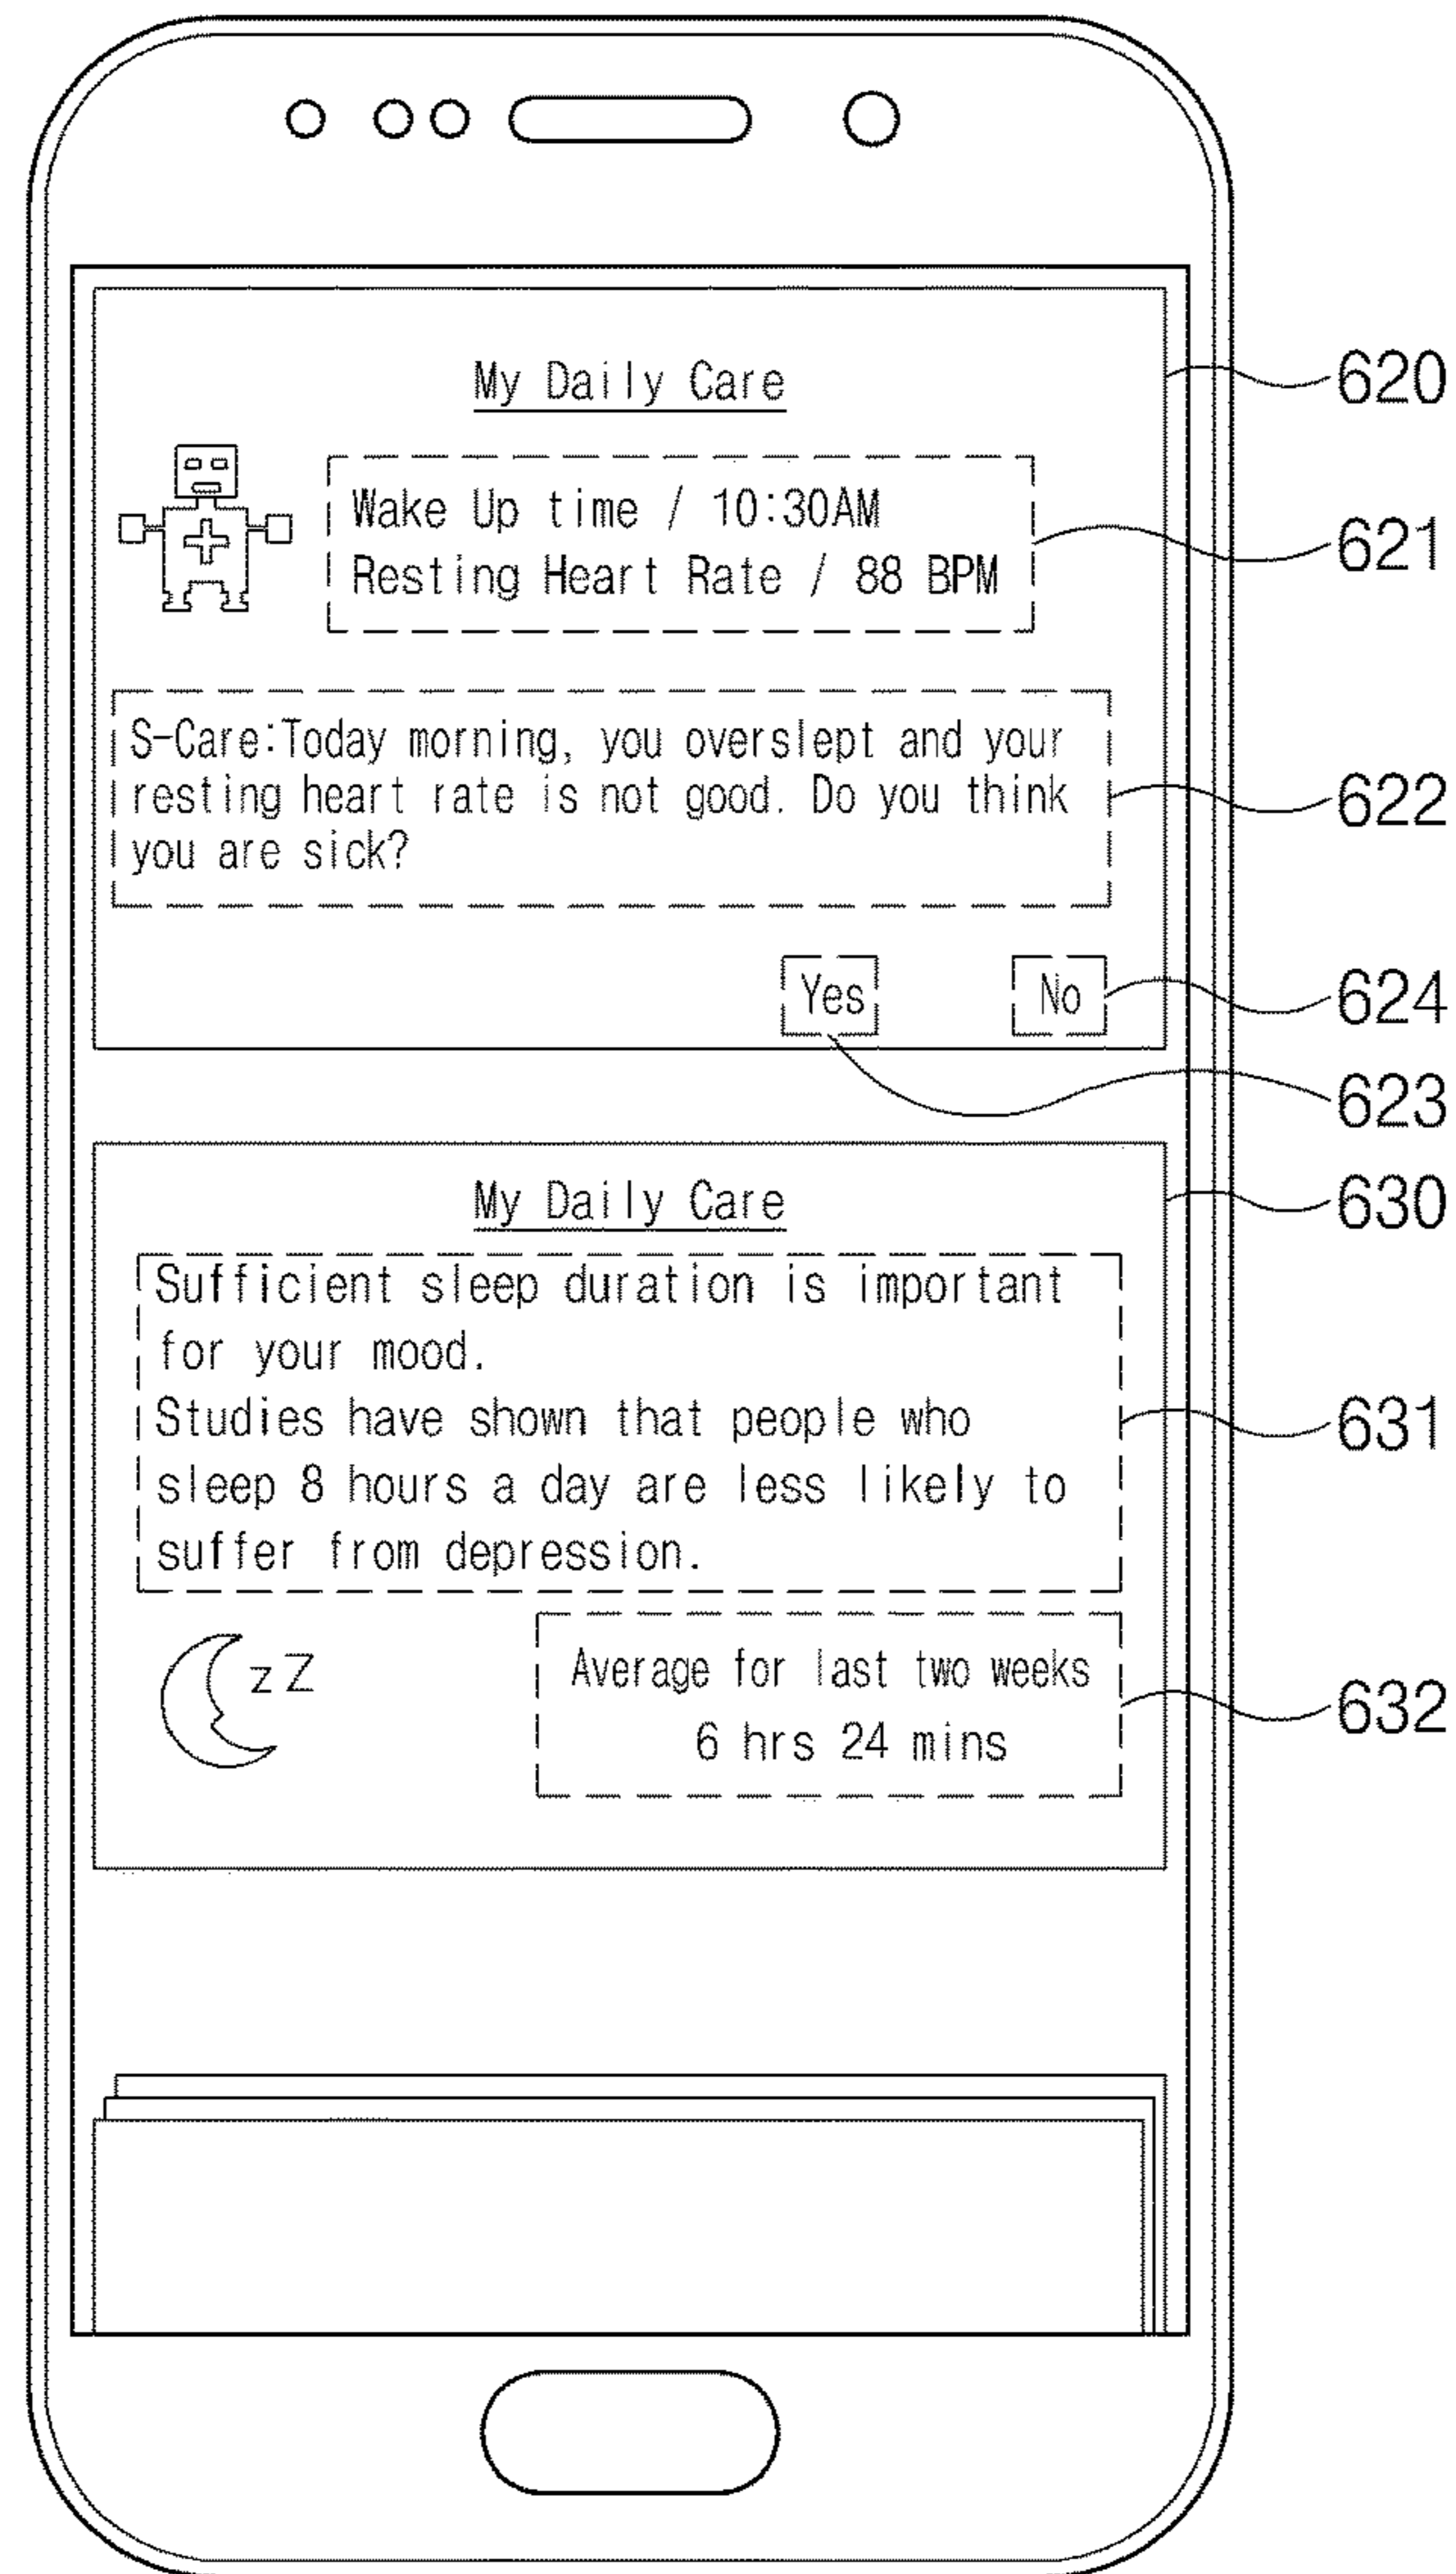 My Daily Care
620
Wake Up time / 10:30AM
Resting Heart Rate / 88 BPM
621
S-Care:Today morning, you overslept and your
resting heart rate is not good. Do you think
you are sick?
622
Yes
No
624
623
630
My Daily Care
Sufficient sleep duration is important
for your mood.
Studies have shown that people who
sleep 8 hours a day are less likely to
suffer from depression.
631
z Z
Average for last two weeks
6 hrs 24 mins
632